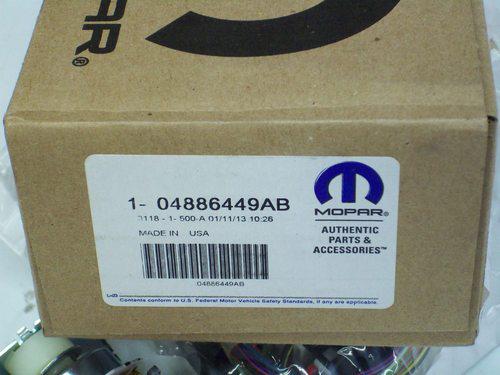 AR®
1- 04886449AB
3118 - 1- 500-A 01/11/13 10:26
MADE IN USA
04886449AB
MOPAR®
AUTHENTIC
PARTS &
ACCESSORIES™
Contents conform to U.S. Federal Motor Vehicle Safety Standards, if any are applicable.